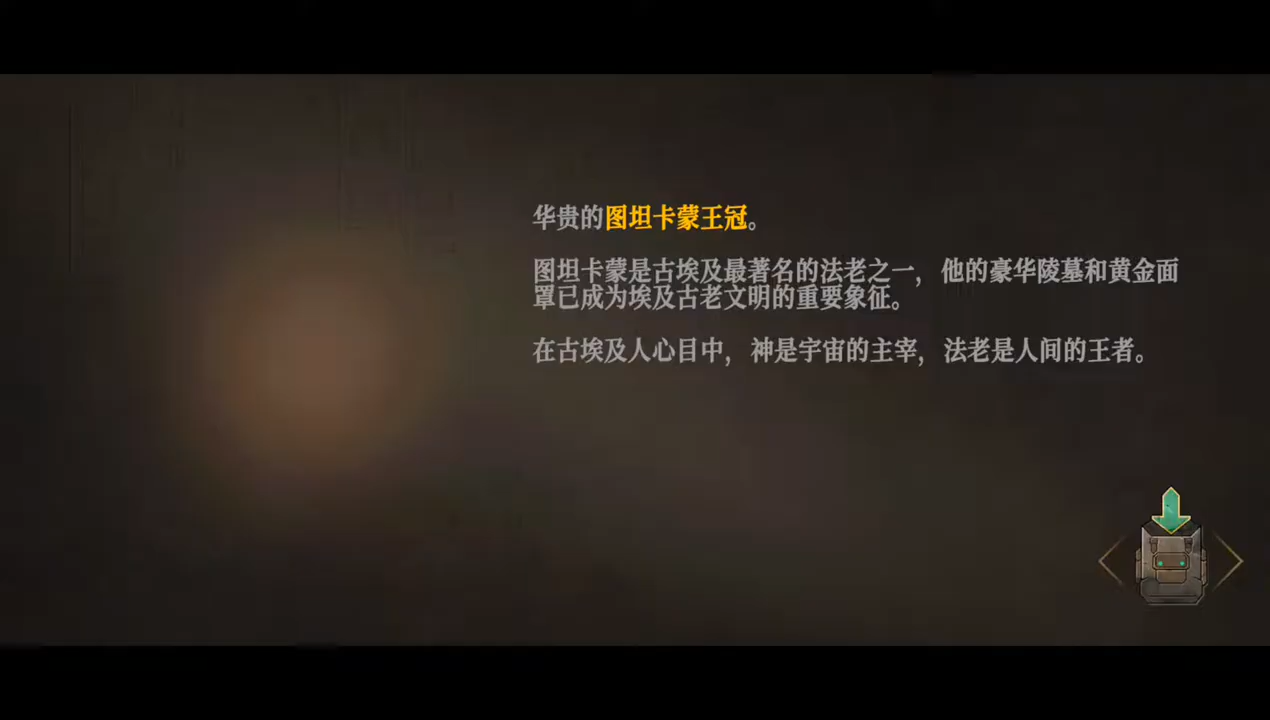 华贵的图坦卡蒙王冠。
图坦卡蒙是古埃及最著名的法老之一，他的豪华陵墓和黄金面
罩已成为埃及古老文明的重要象征。
在古埃及人心目中，神是宇宙的主宰，法老是人间的王者。